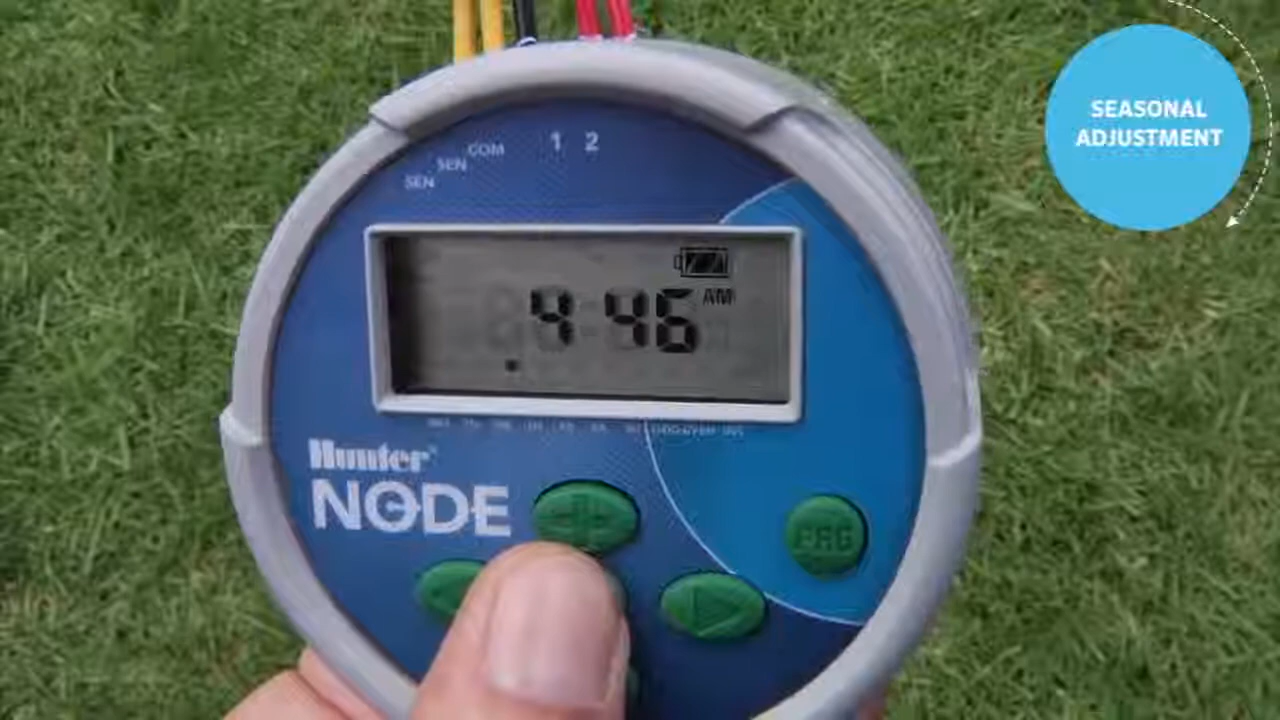 SEASONAL
ADJUSTMENT
1 2
COM
SEN
SEN
4:46 AM
Hunter
NODE
PRG